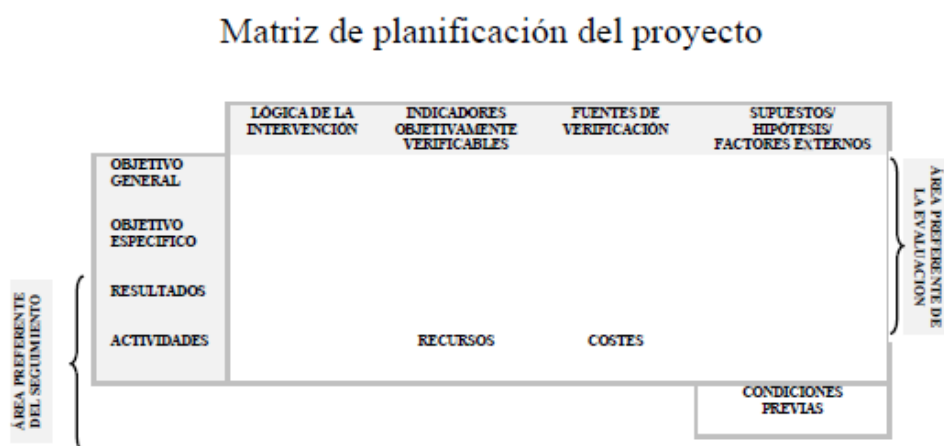 Matriz de planificación del proyecto
LÓGICA DE LA
INTERVENCIÓN
INDICADORES
OBJETIVAMENTE
VERIFICABLES
FUENTES DE
VERIFICACIÓN
SUPUESTOS/
HIPÓTESIS/
FACTORES EXTERNOS
OBJETIVO
GENERAL
OBJETIVO
ESPECIFICO
RESULTADOS
ACTIVIDADES
RECURSOS
COSTES
CONDICIONES
PREVIAS
ÁREA PREFERENTE
DEL SEGUIMIENTO
ÁREA PREFERENTE DE
LA EVALUACION